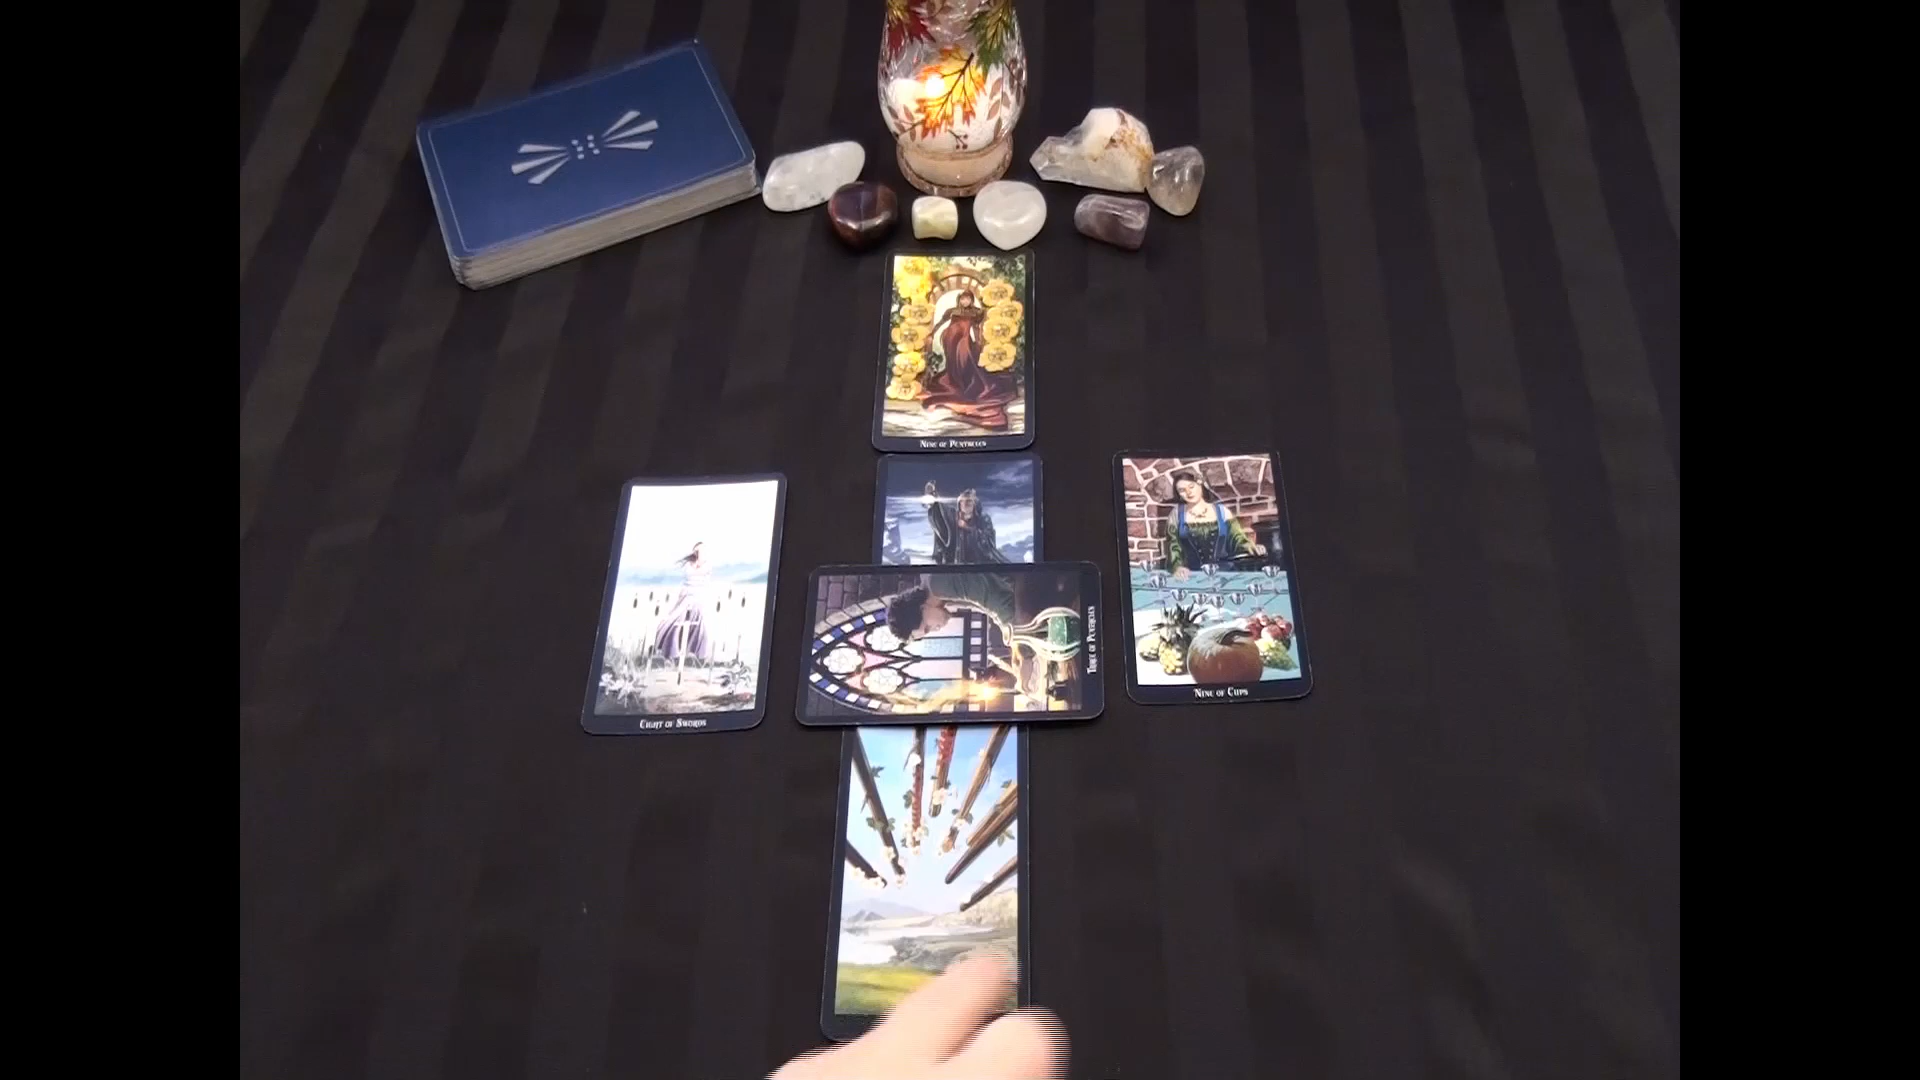 Nine of Pentacles
Eight of Swords
Three of Pentacles
Nine of Cups